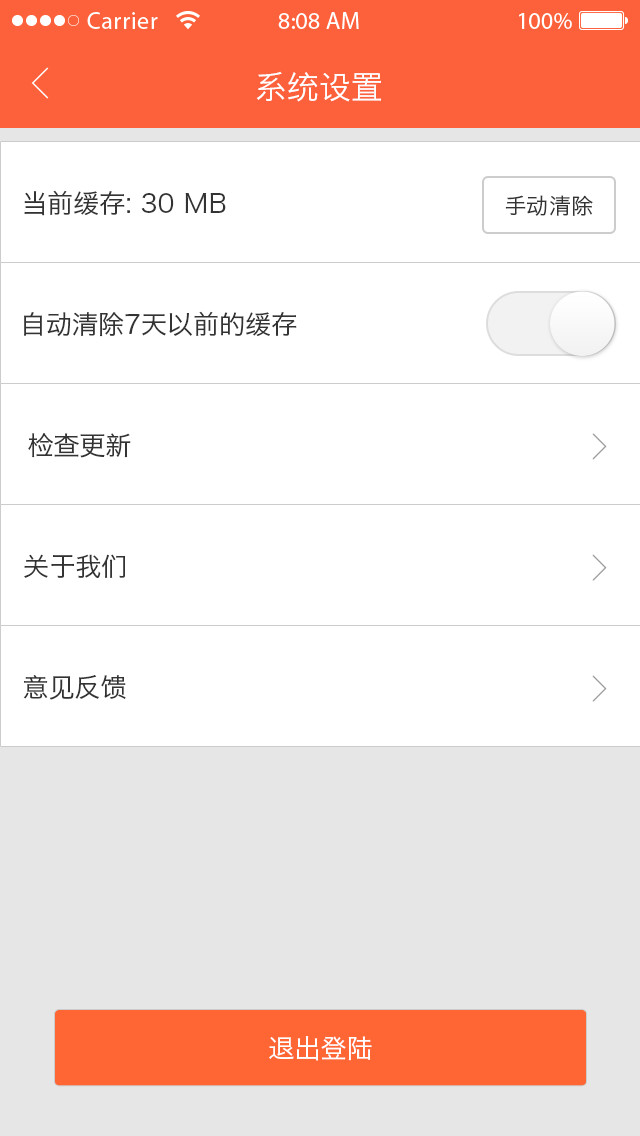 Carrier 8:08 AM 100%
系统设置
当前缓存: 30 MB 手动清除
自动清除7天以前的缓存
检查更新
关于我们
意见反馈
退出登陆